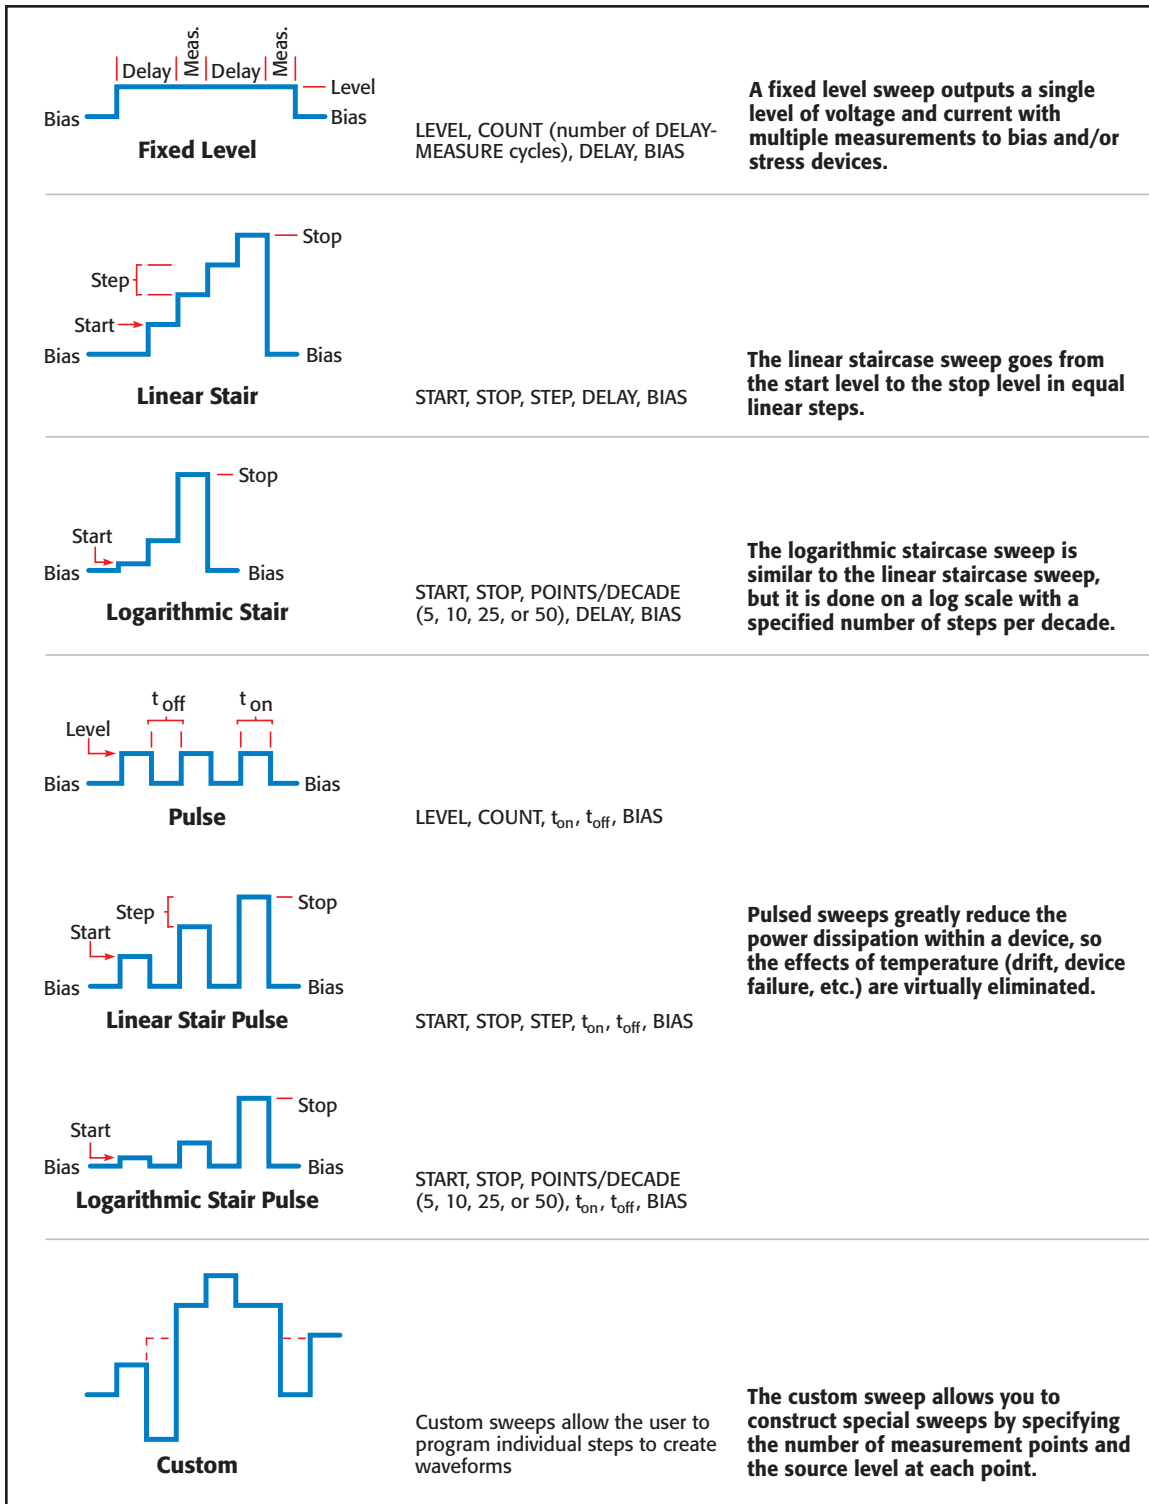 Delay
Meas.
Delay
Meas.
Level
Bias
Bias
Fixed Level
LEVEL, COUNT (number of DELAY-
MEASURE cycles), DELAY, BIAS
A fixed level sweep outputs a single
level of voltage and current with
multiple measurements to bias and/or
stress devices.
Stop
Step
Start
Bias
Bias
Linear Stair
START, STOP, STEP, DELAY, BIAS
The linear staircase sweep goes from
the start level to the stop level in equal
linear steps.
Stop
Start
Bias
Bias
Logarithmic Stair
START, STOP, POINTS/DECADE
(5, 10, 25, or 50), DELAY, BIAS
The logarithmic staircase sweep is
similar to the linear staircase sweep,
but it is done on a log scale with a
specified number of steps per decade.
t off
t on
Level
Bias
Bias
Pulse
LEVEL, COUNT, ton, toff, BIAS
Stop
Step
Start
Bias
Bias
Linear Stair Pulse
START, STOP, STEP, ton, toff, BIAS
Pulsed sweeps greatly reduce the
power dissipation within a device, so
the effects of temperature (drift, device
failure, etc.) are virtually eliminated.
Stop
Start
Bias
Bias
Logarithmic Stair Pulse
START, STOP, POINTS/DECADE
(5, 10, 25, or 50), ton, toff, BIAS
Custom
Custom sweeps allow the user to
program individual steps to create
waveforms
The custom sweep allows you to
construct special sweeps by specifying
the number of measurement points and
the source level at each point.